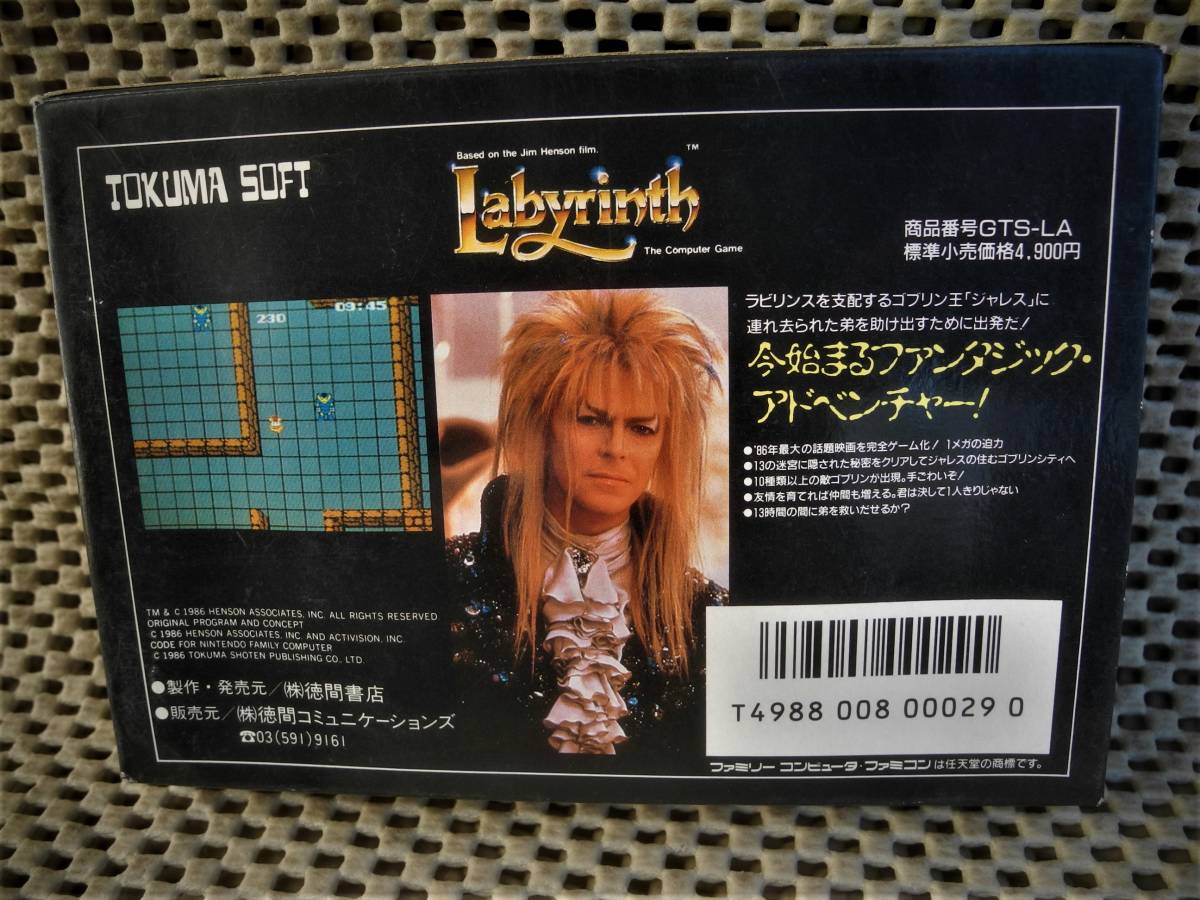 TOKUMA SOFT
Based on the Jim Henson film.
Labyrinth ™
The Computer Game
商品番号GTS-LA
標準小売価格4,900円
230
09:45
ラビリンスを支配するゴブリン王「ジャレス」に
連れ去られた弟を助け出すために出発だ!
今始まるファンタジック・
アドベンチャー!
●'86年最大の話題映画を完全ゲーム化! 1メガの迫力
●13の迷宮に隠された秘密をクリアしてジャレスの住むゴブリンシティへ
●10種類以上の敵ゴブリンが出現。手ごわいぞ!
●友情を育てれば仲間も増える。君は決して1人きりじゃない
●13時間の間に弟を救いだせるか?
TM & © 1986 HENSON ASSOCIATES, INC. ALL RIGHTS RESERVED
ORIGINAL PROGRAM AND CONCEPT
© 1986 HENSON ASSOCIATES, INC. AND ACTIVISION, INC.
CODE FOR NINTENDO FAMILY COMPUTER
© 1986 TOKUMA SHOTEN PUBLISHING CO., LTD.
●製作・発売元/㈱徳間書店
●販売元/㈱徳間コミュニケーションズ
☎03(591)9161
T4988 008 00029 0
ファミリーコンピュータ・ファミコンは任天堂の商標です。